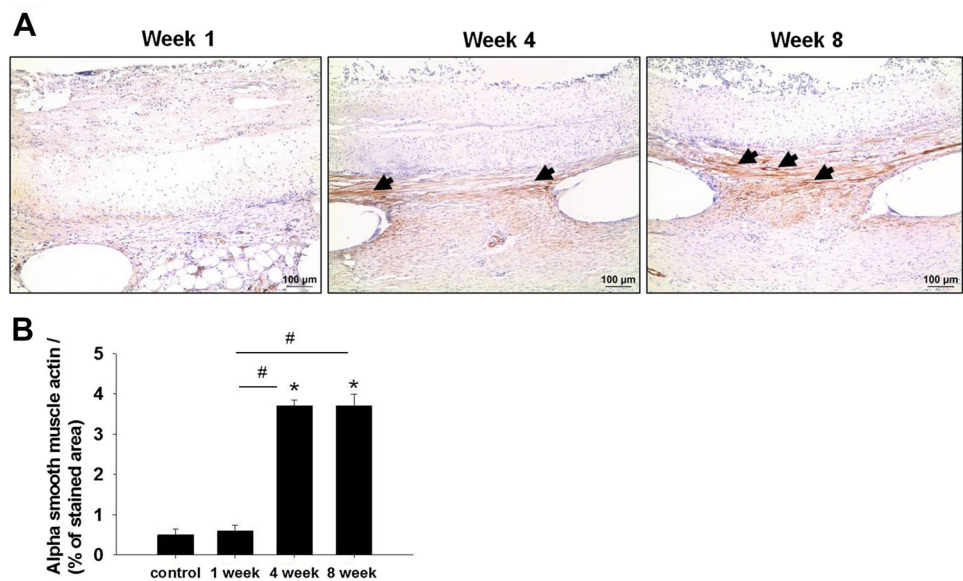 A
Week 1
Week 4
Week 8
100 µm
100 µm
100 µm
B
Alpha smooth muscle actin /
(% of stained area)
5
4
3
2
1
0
#
#
*
*
control
1 week
4 week
8 week